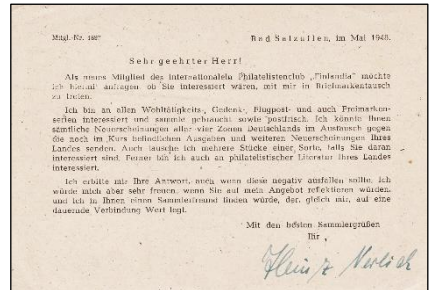 Mitgl.-Nr. 188 Bad Salzuflen, im Mai 1948.
Sehr geehrter Herr!
Als neues Mitglied des Internationalein Philatelistenclub „Finlandia" möchte
ich hiermit anfragen ob Sie interessiert wären, mit mir in Briefmarkentausch
zu treten.
Ich bin an allen Wohltätigkeits-, Gedenk-, Flugpost- und auch Freimarken-
serien interessiert und sammle gebraucht sowie postfrisch. Ich könnte Ihnen
sämtliche Neuerscheinungen aller vier Zonen Deutschlands im Austausch gegen
die noch im Kurs befindlichen Ausgaben und weiteren Neuerscheinungen Ihres
Landes senden. Auch tausche ich mehrere Stücke einer Sorte, falls Sie daran
interessiert sind. Ferner bin ich auch an philatelistischer Literatur Ihres Landes
interessiert.
Ich erbitte mir Ihre Antwort, auch wenn diese negativ ausfallen sollte. Ich
würde mich aber sehr freuen, wenn Sie auf mein Angebot reflektieren würden,
und ich in Ihnen einen Sammlerfreund finden würde, der, gleich mir, auf eine
dauernde Verbindung Wert legt.
Mit den besten Sammlergrüßen
Ihr
Heinz